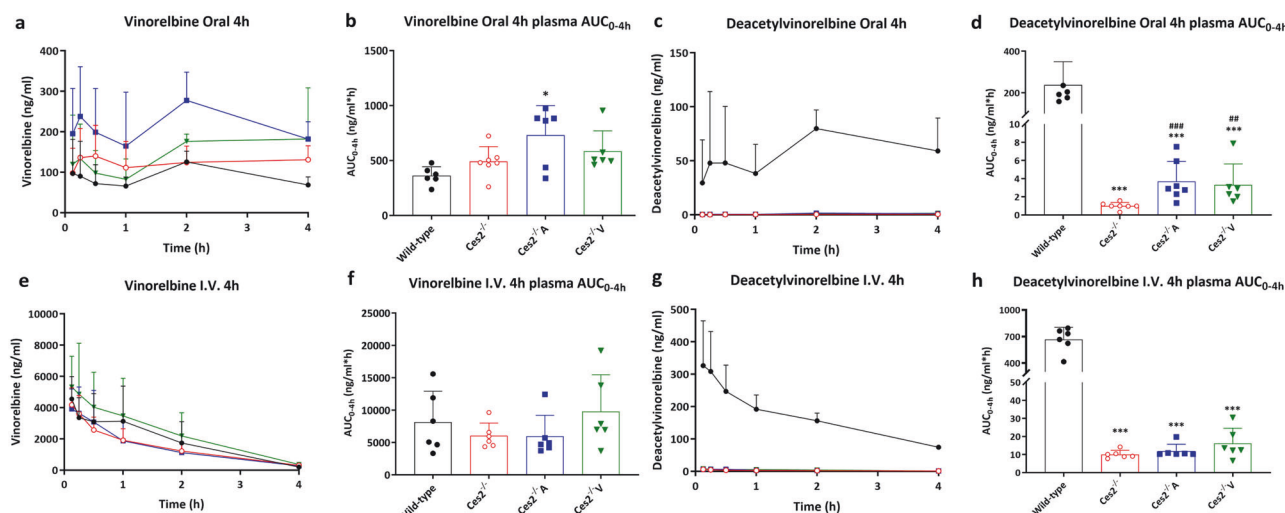 a Vinorelbine Oral 4h
Vinorelbine (ng/ml)
400
300
200
100
0
0 1 2 3 4
Time (h)
b Vinorelbine Oral 4h plasma AUC0-4h
AUC0-4h (ng/ml*h)
1500
1000
500
0
*
Wild-type Ces2-/- Ces2-/-A Ces2-/-V
c Deacetylvinorelbine Oral 4h
Deacetylvinorelbine (ng/ml)
150
100
50
0
0 1 2 3 4
Time (h)
d Deacetylvinorelbine Oral 4h plasma AUC0-4h
AUC0-4h (ng/ml*h)
400
200
8
6
4
2
0
*** ### *** ## ***
Wild-type Ces2-/- Ces2-/-A Ces2-/-V
e Vinorelbine I.V. 4h
Vinorelbine (ng/ml)
10000
8000
6000
4000
2000
0
0 1 2 3 4
Time (h)
f Vinorelbine I.V. 4h plasma AUC0-4h
AUC0-4h (ng/ml*h)
25000
20000
15000
10000
5000
0
Wild-type Ces2-/- Ces2-/-A Ces2-/-V
g Deacetylvinorelbine I.V. 4h
Deacetylvinorelbine (ng/ml)
500
400
300
200
100
0
0 1 2 3 4
Time (h)
h Deacetylvinorelbine I.V. 4h plasma AUC0-4h
AUC0-4h (ng/ml*h)
1000
700
400
50
40
30
20
10
0
*** *** ***
Wild-type Ces2-/- Ces2-/-A Ces2-/-V